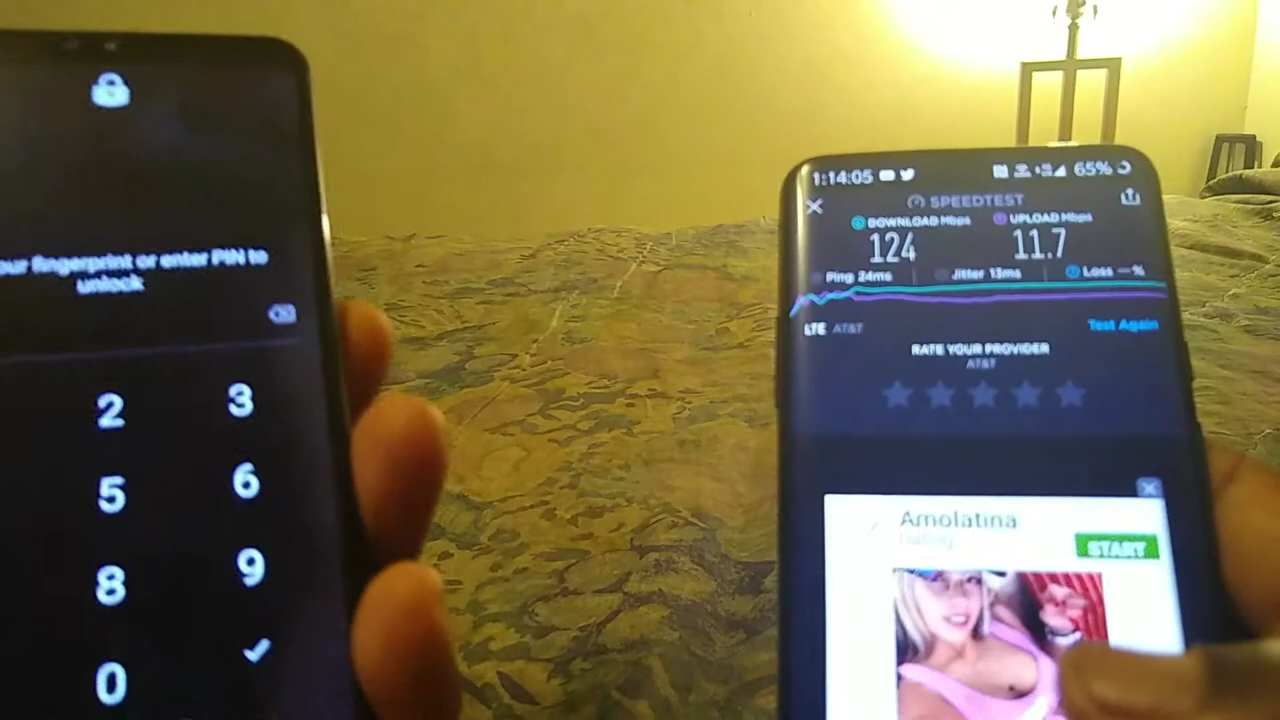 our fingerprint or enter PIN to
unlock
2
3
5
6
8
9
0
1:14:05
65%
SPEEDTEST
DOWNLOAD Mbps
UPLOAD Mbps
124
11.7
Ping 24ms
Jitter 13ms
Loss —%
LTE AT&T
Test Again
RATE YOUR PROVIDER
AT&T
Amolatina
START